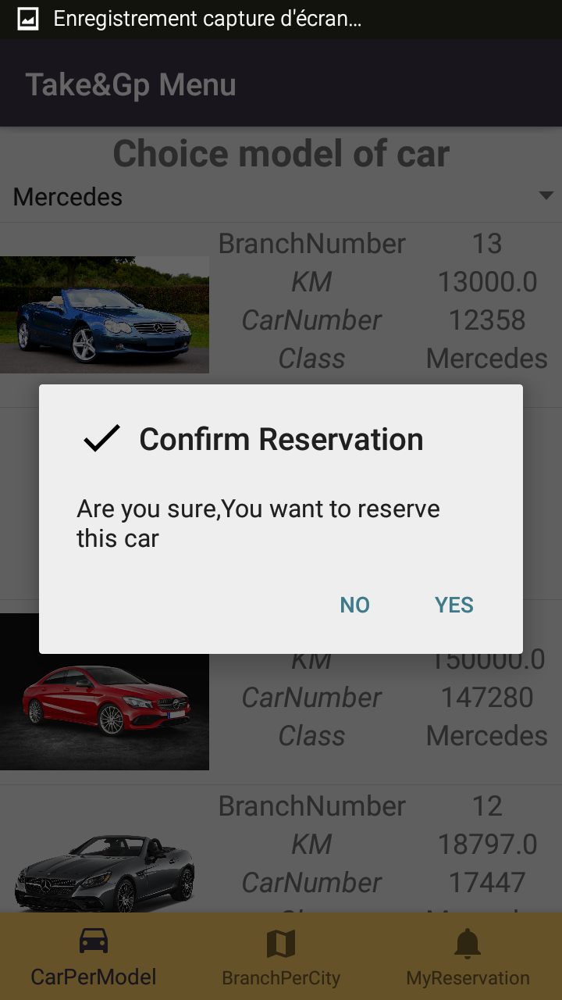 Enregistrement capture d'écran…
Take&Gp Menu
Choice model of car
Mercedes
BranchNumber 13
KM 13000.0
CarNumber 12358
Class Mercedes
Confirm Reservation
Are you sure,You want to reserve
this car
NO YES
KM 150000.0
CarNumber 147280
Class Mercedes
BranchNumber 12
KM 18797.0
CarNumber 17447
CarPerModel BranchPerCity MyReservation